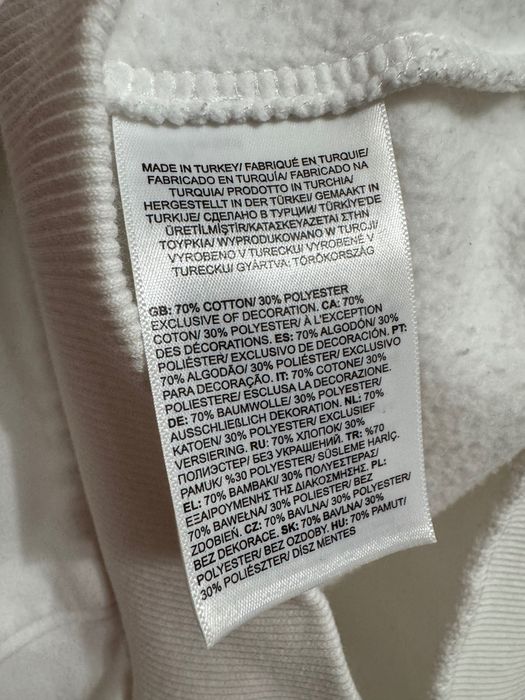 MADE IN TURKEY/ FABRIQUÉ EN TURQUIE/
FABRICADO EN TURQUÍA/ FABRICADO NA
TURQUIA/ PRODOTTO IN TURCHIA/
HERGESTELLT IN DER TÜRKEI/ GEMAAKT IN
TURKIJE/ СДЕЛАНО В ТУРЦИИ/ TÜRKİYE'DE
ÜRETİLMİŞTİR/ΚΑΤΑΣΚΕΥΑΖΕΤΑΙ ΣΤΗΝ
ΤΟΥΡΚΙΑ/ WYPRODUKOWANO W TURCJI/
VYROBENO V TURECKU/ VYROBENÉ V
TURECKU/ GYÁRTVA: TÖRÖKORSZÁG
GB: 70% COTTON/ 30% POLYESTER
EXCLUSIVE OF DECORATION. CA: 70%
COTON/ 30% POLYESTER/ À L'EXCEPTION
DES DÉCORATIONS. ES: 70% ALGODÓN/ 30%
POLIÉSTER/ EXCLUSIVO DE DECORACIÓN. PT:
70% ALGODÃO/ 30% POLIÉSTER/ EXCLUSIVO
PARA DECORAÇÃO. IT: 70% COTONE/ 30%
POLIESTERE/ ESCLUSA LA DECORAZIONE.
DE: 70% BAUMWOLLE/ 30% POLYESTER/
AUSSCHLIEßLICH DEKORATION. NL: 70%
KATOEN/ 30% POLYESTER/ EXCLUSIEF
VERSIERING. RU: 70% ХЛОПОК/ 30%
ПОЛИЭСТЕР/ БЕЗ УКРАШЕНИЙ. TR: %70
PAMUK/ %30 POLYESTER/ SÜSLEME HARİÇ.
EL: 70% ΒΑΜΒΑΚΙ/ 30% ΠΟΛΥΕΣΤΕΡΑΣ/
ΕΞΑΙΡΟΥΜΕΝΗΣ ΤΗΣ ΔΙΑΚΟΣΜΗΣΗΣ. PL:
70% BAWEŁNA/ 30% POLIESTER/ BEZ
ZDOBIEŃ. CZ: 70% BAVLNA/ 30% POLYESTER/
BEZ DEKORACE. SK: 70% BAVLNA/ 30%
POLYESTER/ BEZ OZDOBY. HU: 70% PAMUT/
30% POLIÉSZTER/ DÍSZ MENTES